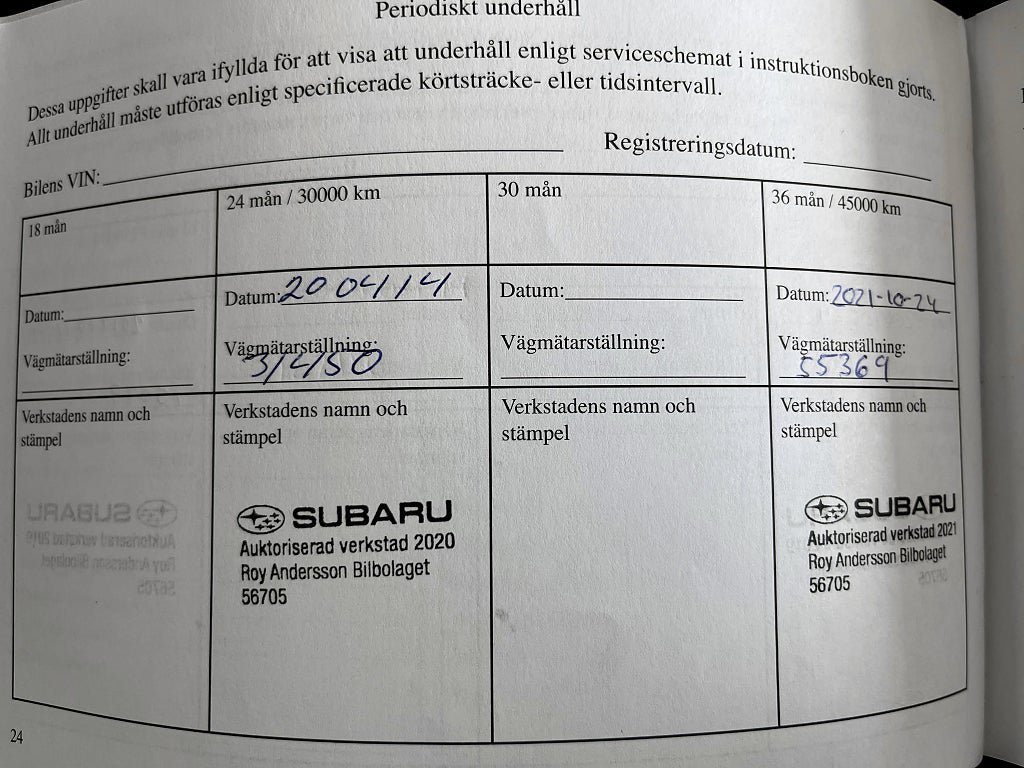 Periodiskt underhåll
Dessa uppgifter skall vara ifyllda för att visa att underhåll enligt serviceschemat i instruktionsboken gjorts.
Allt underhåll måste utföras enligt specificerade körtsträcke- eller tidsintervall.
Bilens VIN:
Registreringsdatum:
18 mån
24 mån / 30000 km
30 mån
36 mån / 45000 km
Datum:
Datum: 200414
Datum:
Datum: 2021-10-24
Vägmätarställning:
Vägmätarställning:
31450
Vägmätarställning:
Vägmätarställning:
55369
Verkstadens namn och
stämpel
Verkstadens namn och
stämpel
Verkstadens namn och
stämpel
Verkstadens namn och
stämpel
SUBARU
Auktoriserad verkstad 2020
Roy Andersson Bilbolaget
56705
SUBARU
Auktoriserad verkstad 2021
Roy Andersson Bilbolaget
56705
24